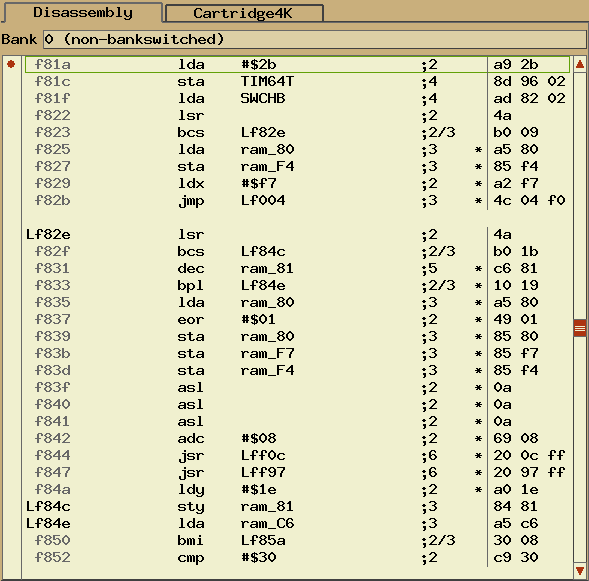 Disassembly Cartridge4K
Bank 0 (non-bankswitched)
f81a lda #$2b ;2 a9 2b
f81c sta TIM64T ;4 8d 96 02
f81f lda SWCHB ;4 ad 82 02
f822 lsr ;2 4a
f823 bcs Lf82e ;2/3 b0 09
f825 lda ram_80 ;3 * a5 80
f827 sta ram_F4 ;3 * 85 f4
f829 ldx #$f7 ;2 * a2 f7
f82b jmp Lf004 ;3 * 4c 04 f0
Lf82e lsr ;2 4a
f82f bcs Lf84c ;2/3 b0 1b
f831 dec ram_81 ;5 * c6 81
f833 bpl Lf84e ;2/3 * 10 19
f835 lda ram_80 ;3 * a5 80
f837 eor #$01 ;2 * 49 01
f839 sta ram_80 ;3 * 85 80
f83b sta ram_F7 ;3 * 85 f7
f83d sta ram_F4 ;3 * 85 f4
f83f asl ;2 * 0a
f840 asl ;2 * 0a
f841 asl ;2 * 0a
f842 adc #$08 ;2 * 69 08
f844 jsr Lff0c ;6 * 20 0c ff
f847 jsr Lff97 ;6 * 20 97 ff
f84a ldy #$1e ;2 * a0 1e
Lf84c sty ram_81 ;3 84 81
Lf84e lda ram_C6 ;3 a5 c6
f850 bmi Lf85a ;2/3 30 08
f852 cmp #$30 ;2 c9 30